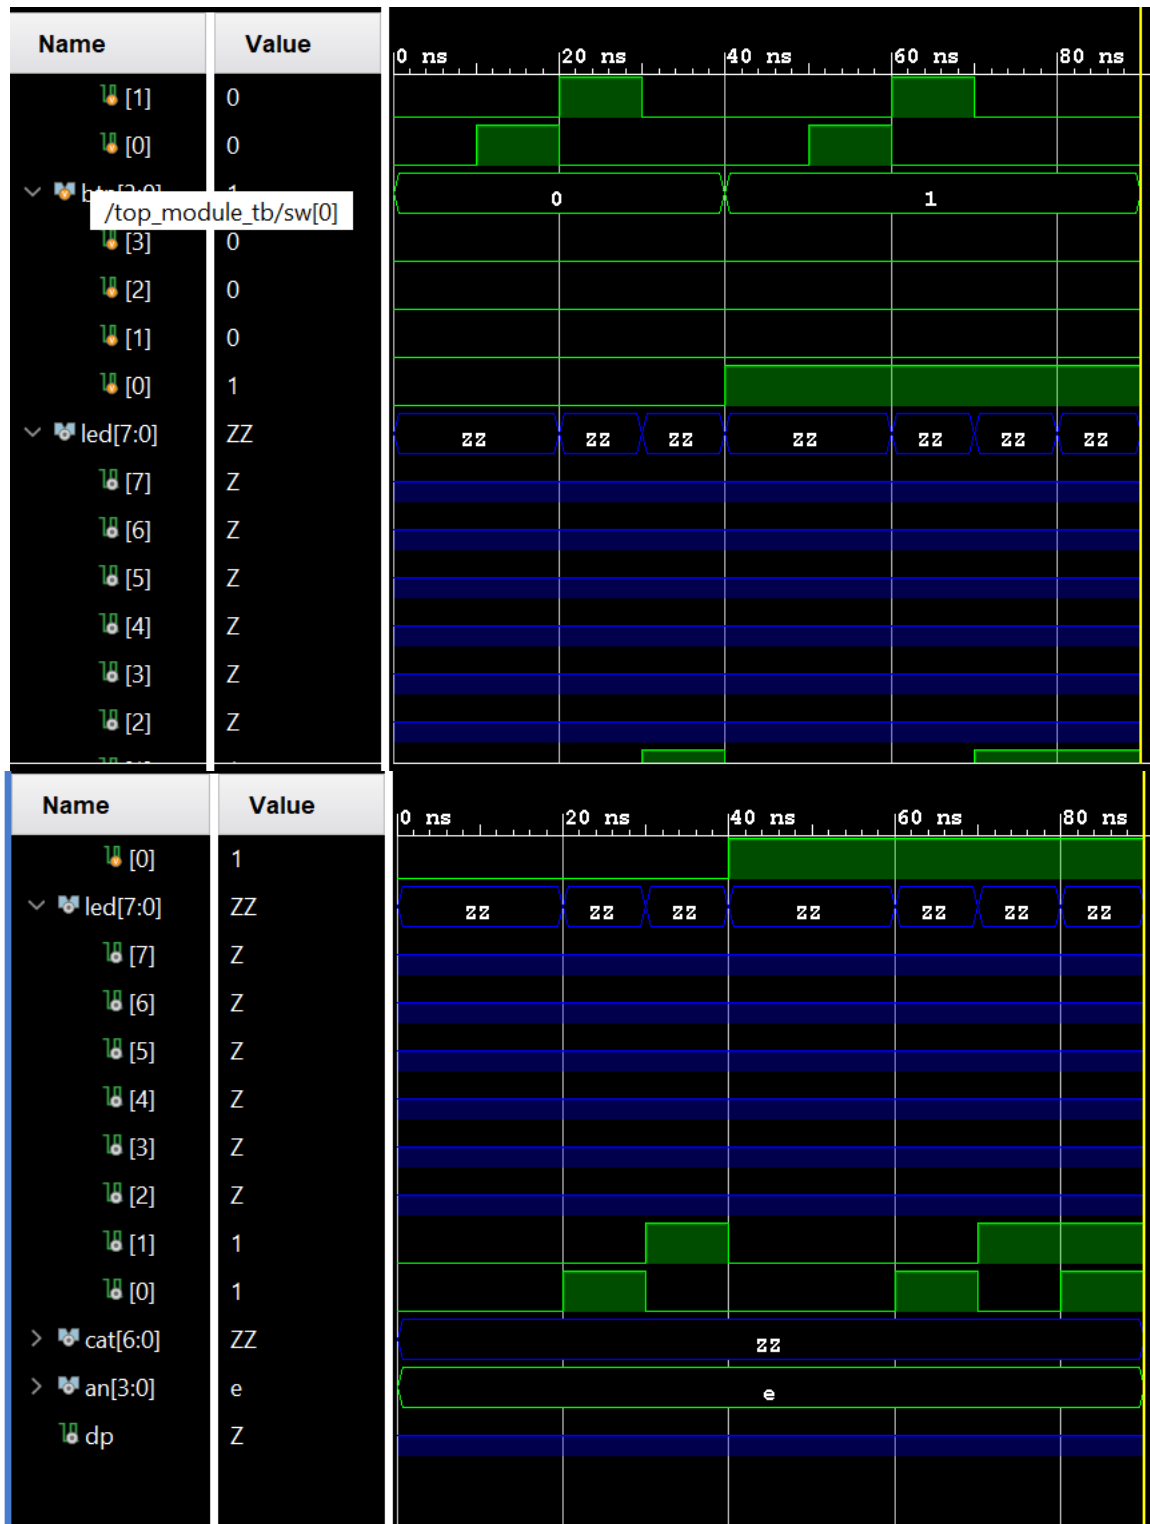 Name Value 0 ns 20 ns 40 ns 60 ns 80 ns
[1] 0
[0] 0
0 1
/top_module_tb/sw[0]
[3] 0
[2] 0
[1] 0
[0] 1
led[7:0] ZZ zz zz zz zz zz zz zz
[7] Z
[6] Z
[5] Z
[4] Z
[3] Z
[2] Z
Name Value 0 ns 20 ns 40 ns 60 ns 80 ns
[0] 1
led[7:0] ZZ zz zz zz zz zz zz zz
[7] Z
[6] Z
[5] Z
[4] Z
[3] Z
[2] Z
[1] 1
[0] 1
cat[6:0] ZZ zz
an[3:0] e e
dp Z